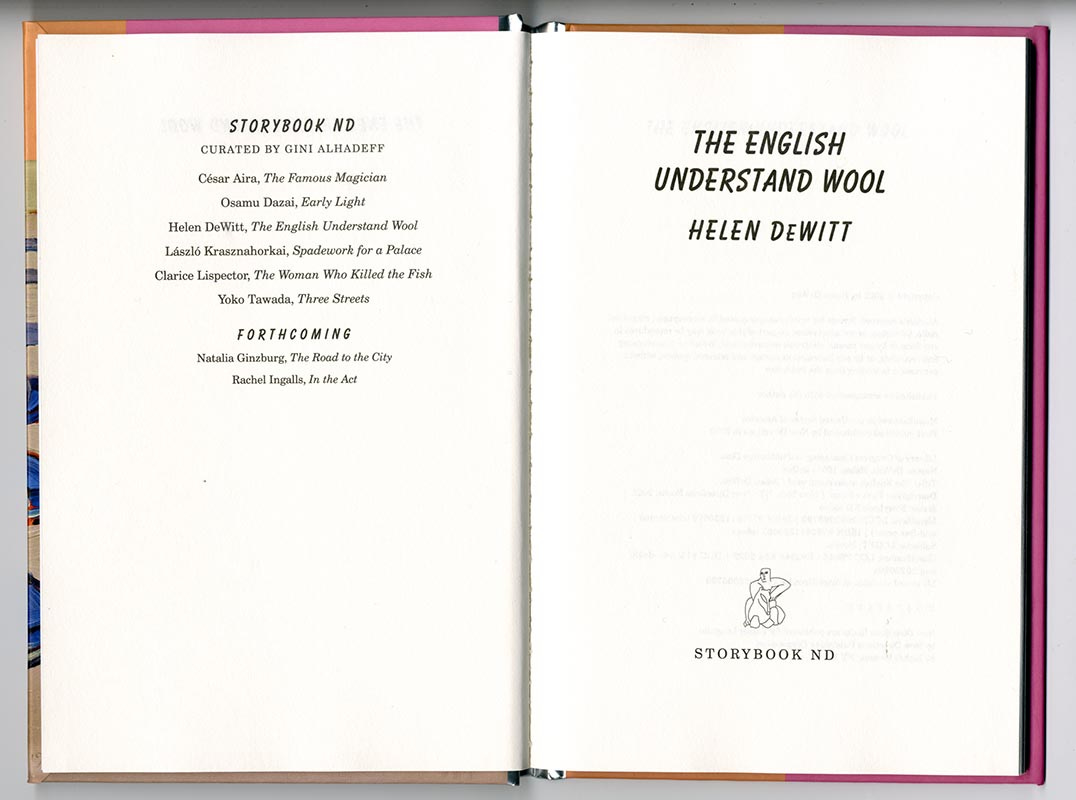 STORYBOOK ND
CURATED BY GINI ALHADEFF
César Aira, The Famous Magician
Osamu Dazai, Early Light
Helen DeWitt, The English Understand Wool
László Krasznahorkai, Spadework for a Palace
Clarice Lispector, The Woman Who Killed the Fish
Yoko Tawada, Three Streets
FORTHCOMING
Natalia Ginzburg, The Road to the City
Rachel Ingalls, In the Act
THE ENGLISH
UNDERSTAND WOOL
HELEN DEWITT
STORYBOOK ND